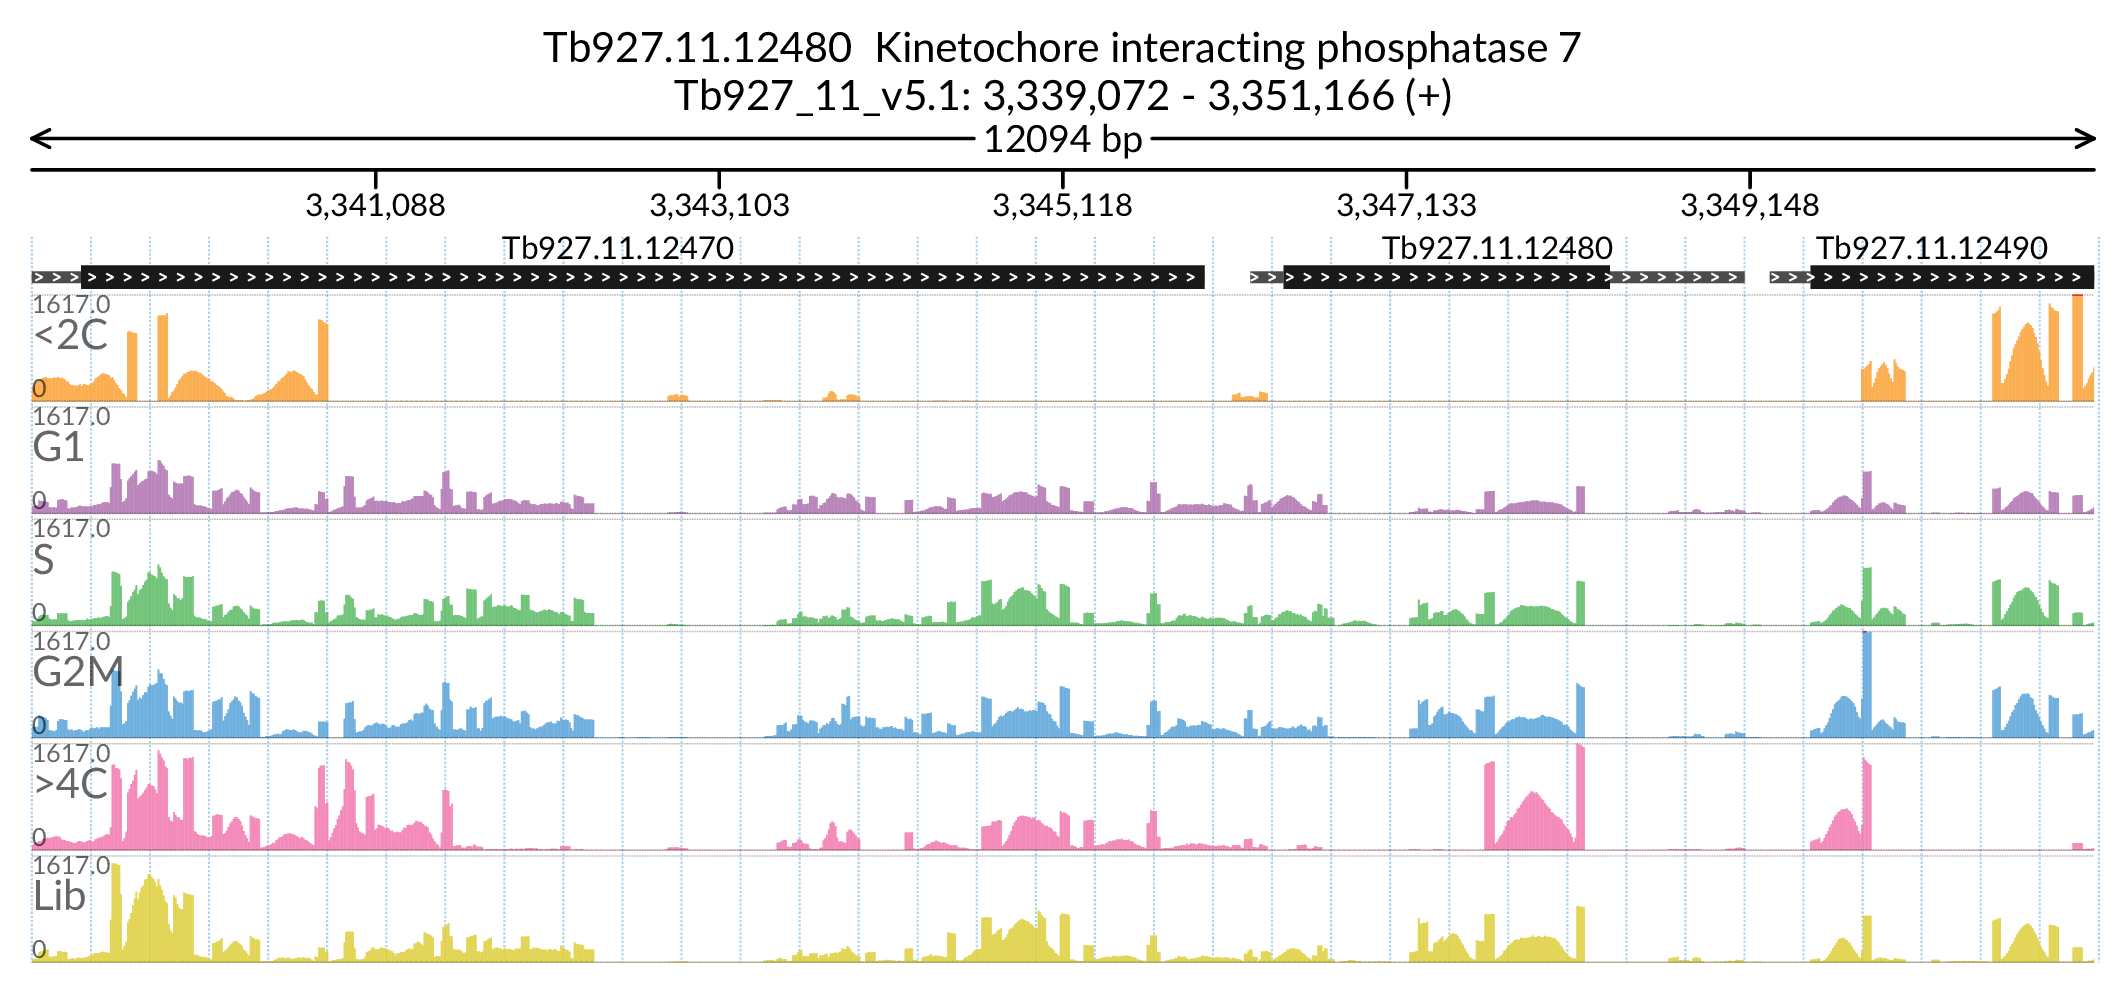 Tb927.11.12480 Kinetochore interacting phosphatase 7
Tb927_11_v5.1: 3,339,072 - 3,351,166 (+)
12094 bp
3,341,088 3,343,103 3,345,118 3,347,133 3,349,148
Tb927.11.12470 Tb927.11.12480 Tb927.11.12490
1617.0
<2C
0
1617.0
G1
0
1617.0
S
0
1617.0
G2M
0
1617.0
>4C
0
1617.0
Lib
0